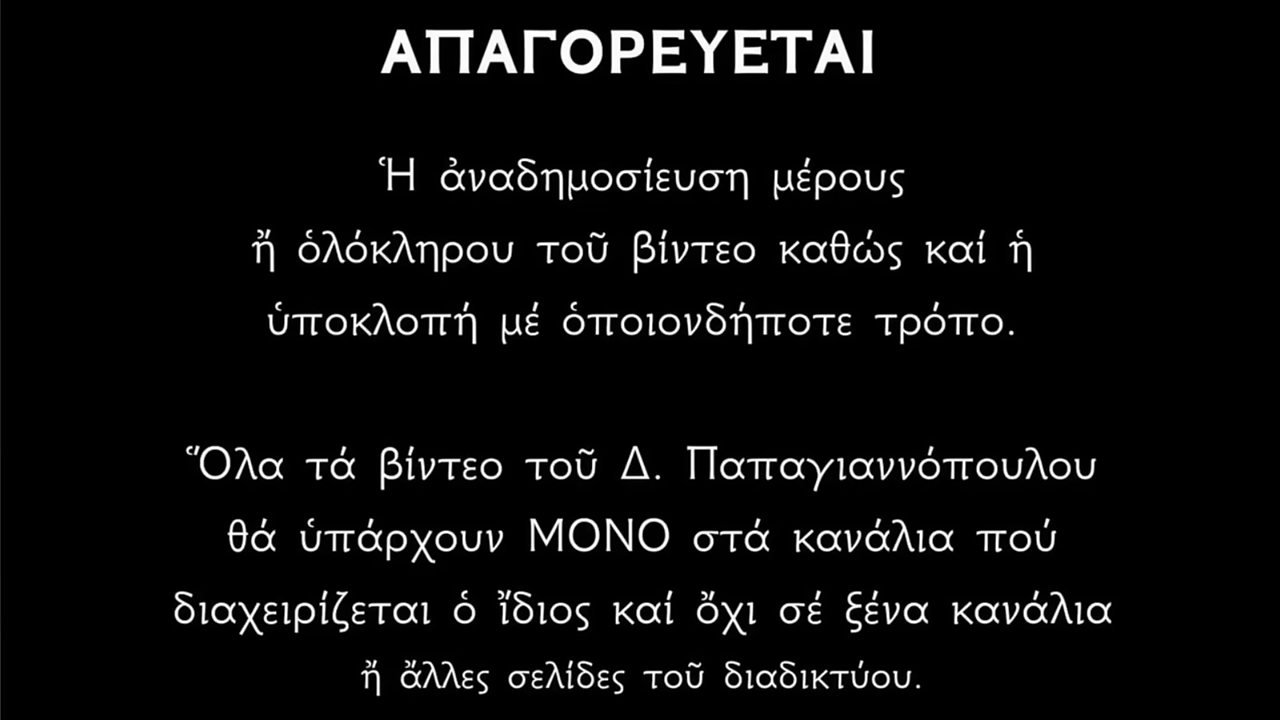 ΑΠΑΓΟΡΕΥΕΤΑΙ
Ἡ ἀναδημοσίευση μέρους
ἤ ὁλόκληρου τοῦ βίντεο καθώς καί ἡ
ὑποκλοπή μέ ὁποιονδήποτε τρόπο.
Ὅλα τά βίντεο τοῦ Δ. Παπαγιαννόπουλου
θά ὑπάρχουν ΜΟΝΟ στά κανάλια πού
διαχειρίζεται ὁ ἴδιος καί ὄχι σέ ξένα κανάλια
ἤ ἄλλες σελίδες τοῦ διαδικτύου.